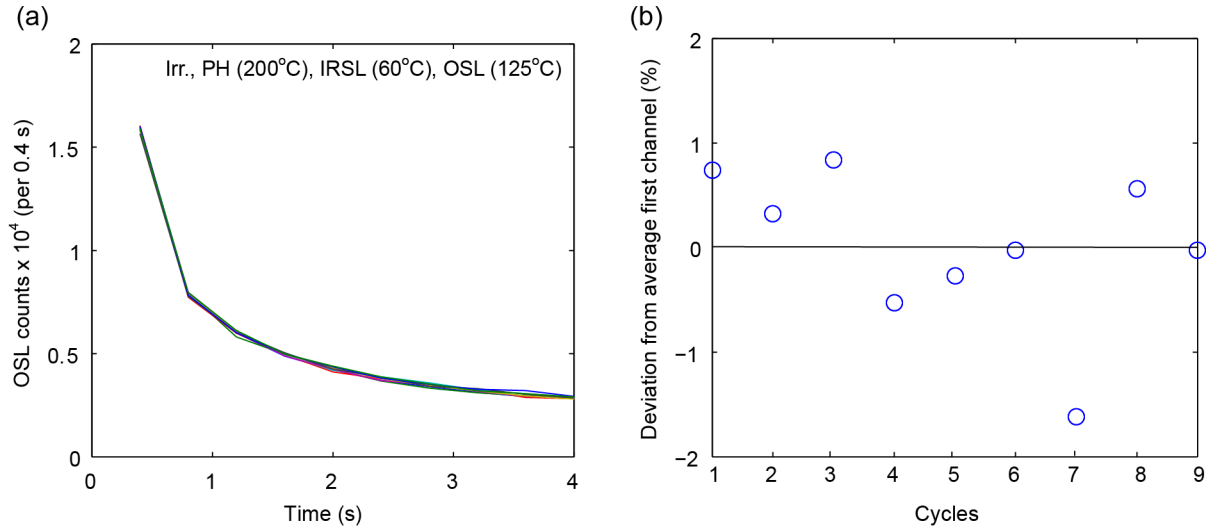 (a)
Irr., PH (200°C), IRSL (60°C), OSL (125°C)
OSL counts x 10⁴ (per 0.4 s)
2
1.5
1
0.5
0
0 1 2 3 4
Time (s)
(b)
Deviation from average first channel (%)
2
1
0
−1
−2
1 2 3 4 5 6 7 8 9
Cycles